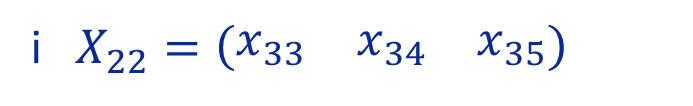 i X₂₂ = (x₃₃ x₃₄ x₃₅)